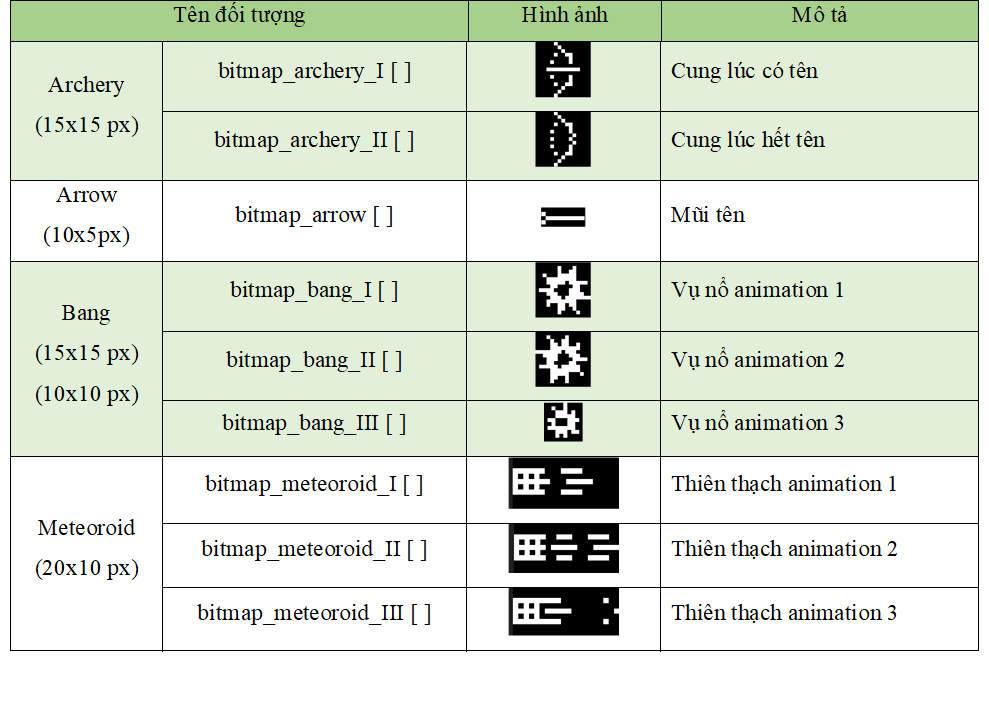 Tên đối tượng Hình ảnh Mô tả
Archery
(15x15 px)
bitmap_archery_I [ ] Cung lúc có tên
bitmap_archery_II [ ] Cung lúc hết tên
Arrow
(10x5px)
bitmap_arrow [ ] Mũi tên
Bang
(15x15 px)
(10x10 px)
bitmap_bang_I [ ] Vụ nổ animation 1
bitmap_bang_II [ ] Vụ nổ animation 2
bitmap_bang_III [ ] Vụ nổ animation 3
Meteoroid
(20x10 px)
bitmap_meteoroid_I [ ] Thiên thạch animation 1
bitmap_meteoroid_II [ ] Thiên thạch animation 2
bitmap_meteoroid_III [ ] Thiên thạch animation 3